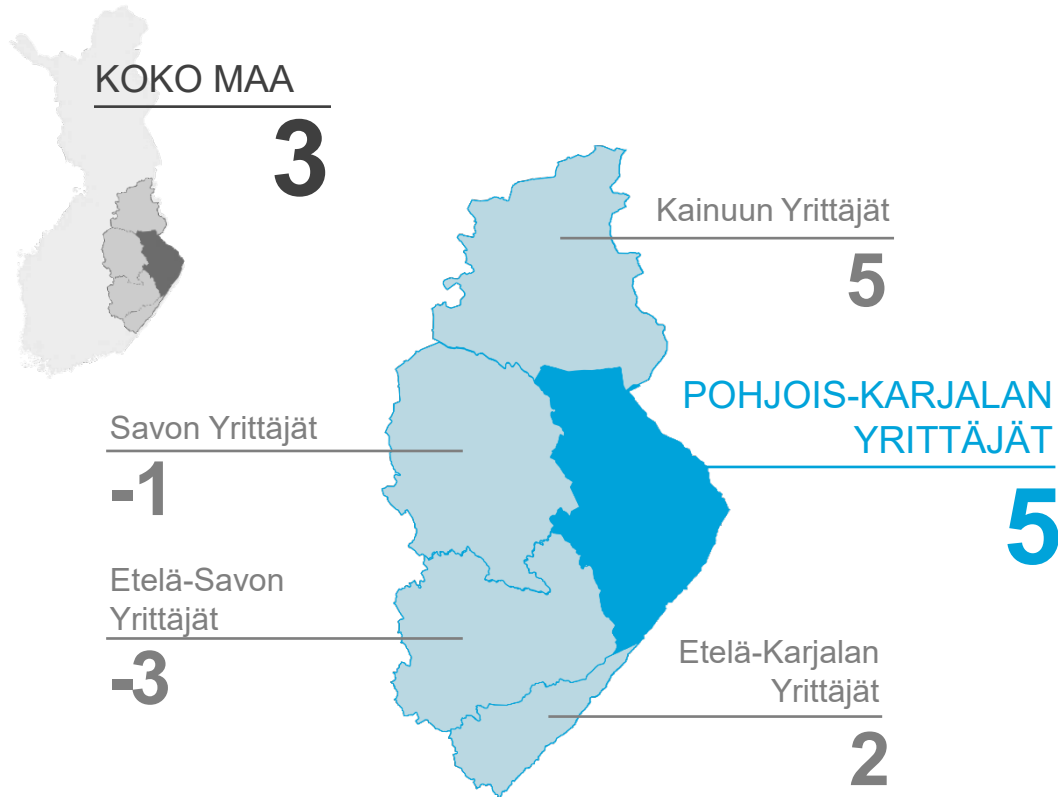 KOKO MAA
3
Kainuun Yrittäjät
5
POHJOIS-KARJALAN
YRITTÄJÄT
5
Savon Yrittäjät
-1
Etelä-Savon
Yrittäjät
-3
Etelä-Karjalan
Yrittäjät
2